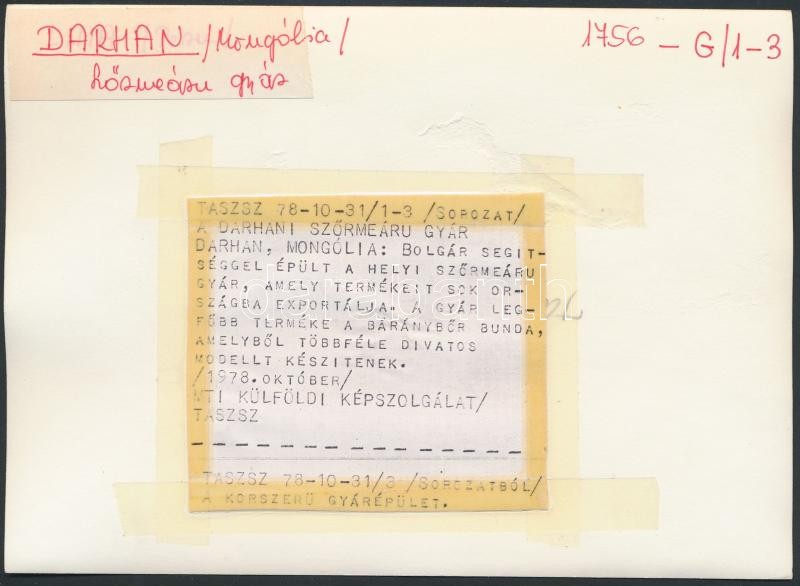 DARHAN /Mongólia/
1756 - G/1-3
szőrmeáru gyár
TASZSZ 78-10-31/1-3 /SOROZAT/
A DARHANI SZŐRMEÁRU GYÁR
DARHAN, MONGÓLIA: BOLGÁR SEGIT-
SÉGGEL ÉPÜLT A HELYI SZŐRMEÁRU
GYÁR, AMELY TERMÉKEIT SOK OR-
SZÁGBA EXPORTÁLJA. A GYÁR LEG-
FŐBB TERMÉKE A BÁRÁNYBŐR BUNDA,
AMELYBŐL TÖBBFÉLE DIVATOS
MODELLT KÉSZITENEK.
/1978.OKTÓBER/
MTI KÜLFÖLDI KÉPSZOLGÁLAT/
TASZSZ
TASZSZ 78-10-31/3 /SOROZATBÓL/
A KORSZERÜ GYÁRÉPÜLET.
darabanth